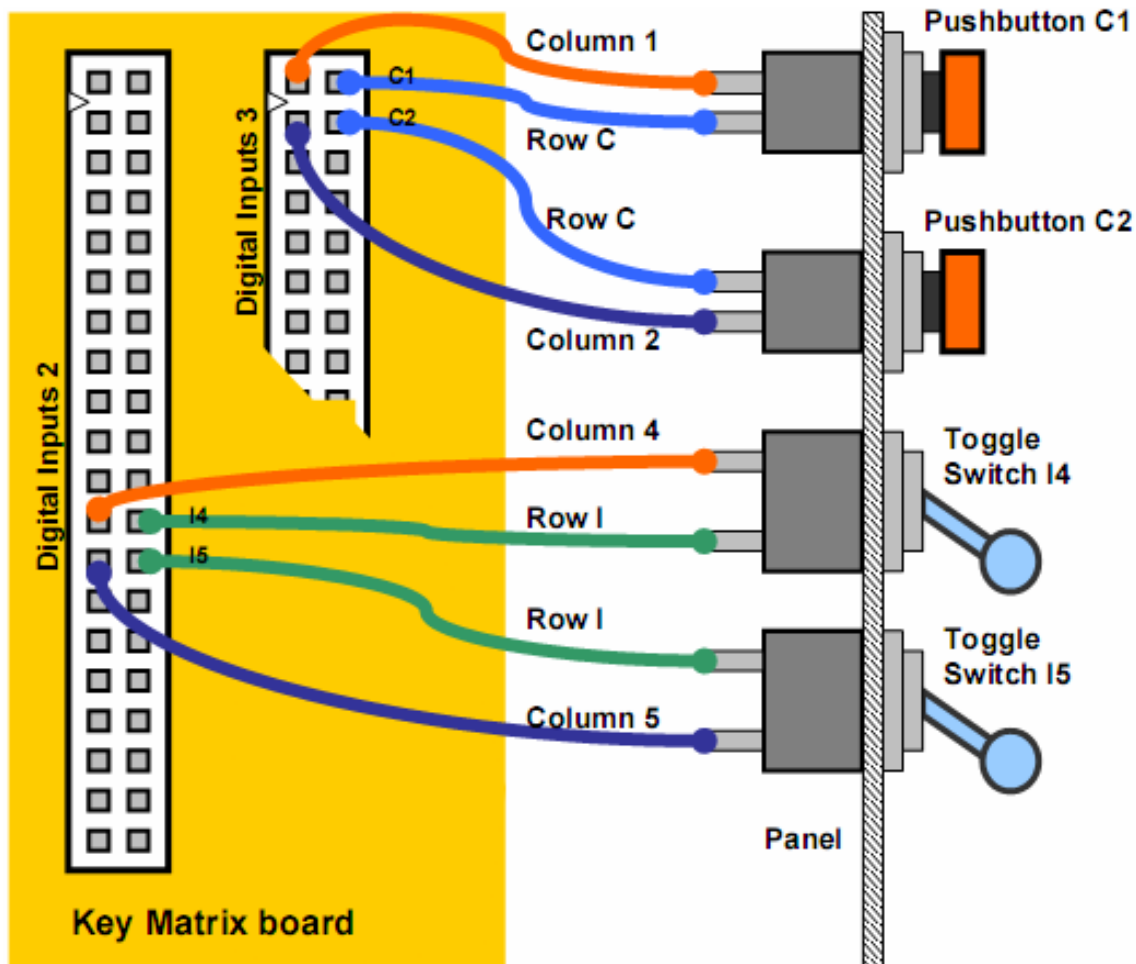 Column 1
Pushbutton C1
C1
Digital Inputs 3
C2
Row C
Row C
Pushbutton C2
Column 2
Digital Inputs 2
Column 4
Toggle
Switch I4
I4
Row I
I5
Row I
Toggle
Switch I5
Column 5
Panel
Key Matrix board